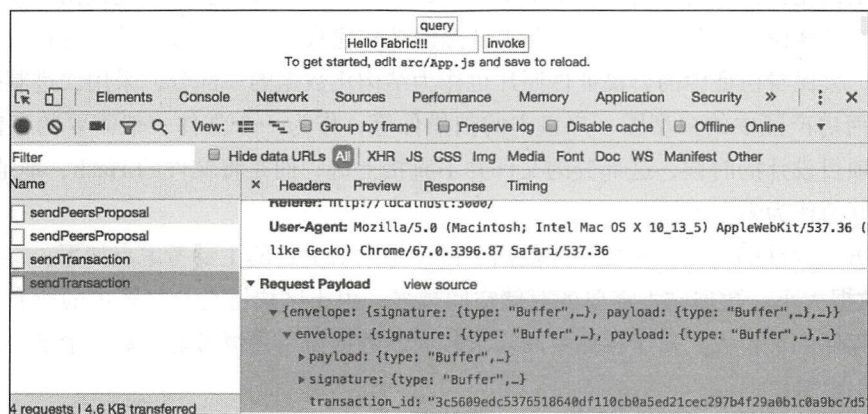 query
Hello Fabric!!! invoke
To get started, edit src/App.js and save to reload.
Elements Console Network Sources Performance Memory Application Security » ⋮ ×
View: Group by frame Preserve log Disable cache Offline Online ▼
Filter Hide data URLs All XHR JS CSS Img Media Font Doc WS Manifest Other
Name × Headers Preview Response Timing
Referer: http://localhost:3000/
sendPeersProposal
User-Agent: Mozilla/5.0 (Macintosh; Intel Mac OS X 10_13_5) AppleWebKit/537.36 (
sendPeersProposal
like Gecko) Chrome/67.0.3396.87 Safari/537.36
sendTransaction
sendTransaction
▼ Request Payload view source
▼ {envelope: {signature: {type: "Buffer",…}, payload: {type: "Buffer",…},…}}
▼ envelope: {signature: {type: "Buffer",…}, payload: {type: "Buffer",…},…}
▶ payload: {type: "Buffer",…}
▶ signature: {type: "Buffer",…}
transaction_id: "3c5609edc5376518640df110cb0a5ed21cec297b4f29a0b1c0a9bc7d5
4 requests | 4.6 KB transferred